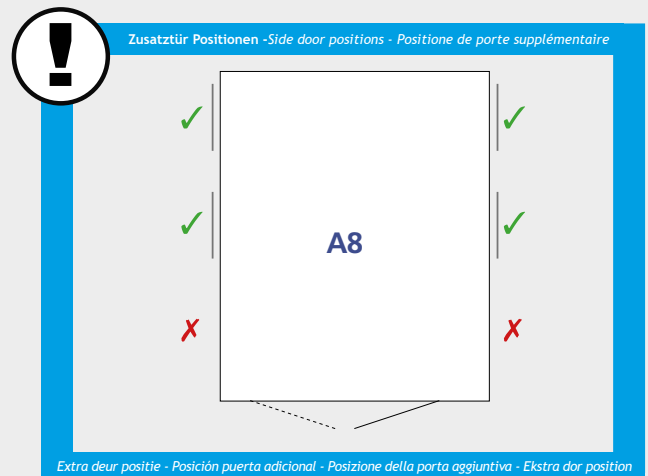 Zusatztür Positionen -Side door positions - Positione de porte supplémentaire
A8
Extra deur positie - Posición puerta adicional - Posizione della porta aggiuntiva - Ekstra dor position